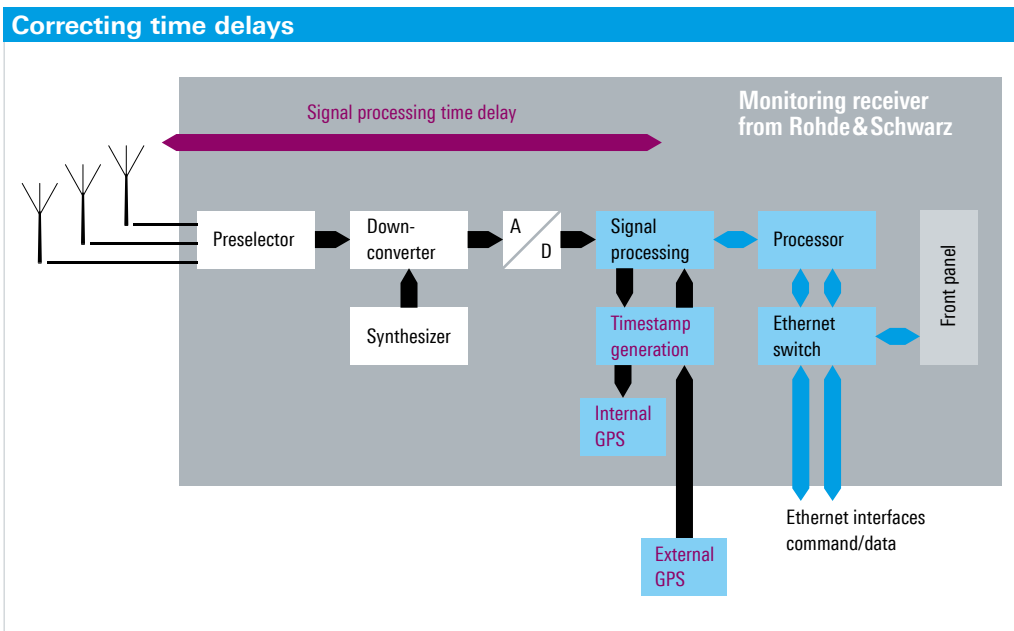 Correcting time delays
Signal processing time delay
Monitoring receiver
from Rohde&Schwarz
Preselector
Down-
converter
A
D
Signal
processing
Processor
Synthesizer
Timestamp
generation
Ethernet
switch
Front panel
Internal
GPS
External
GPS
Ethernet interfaces
command/data